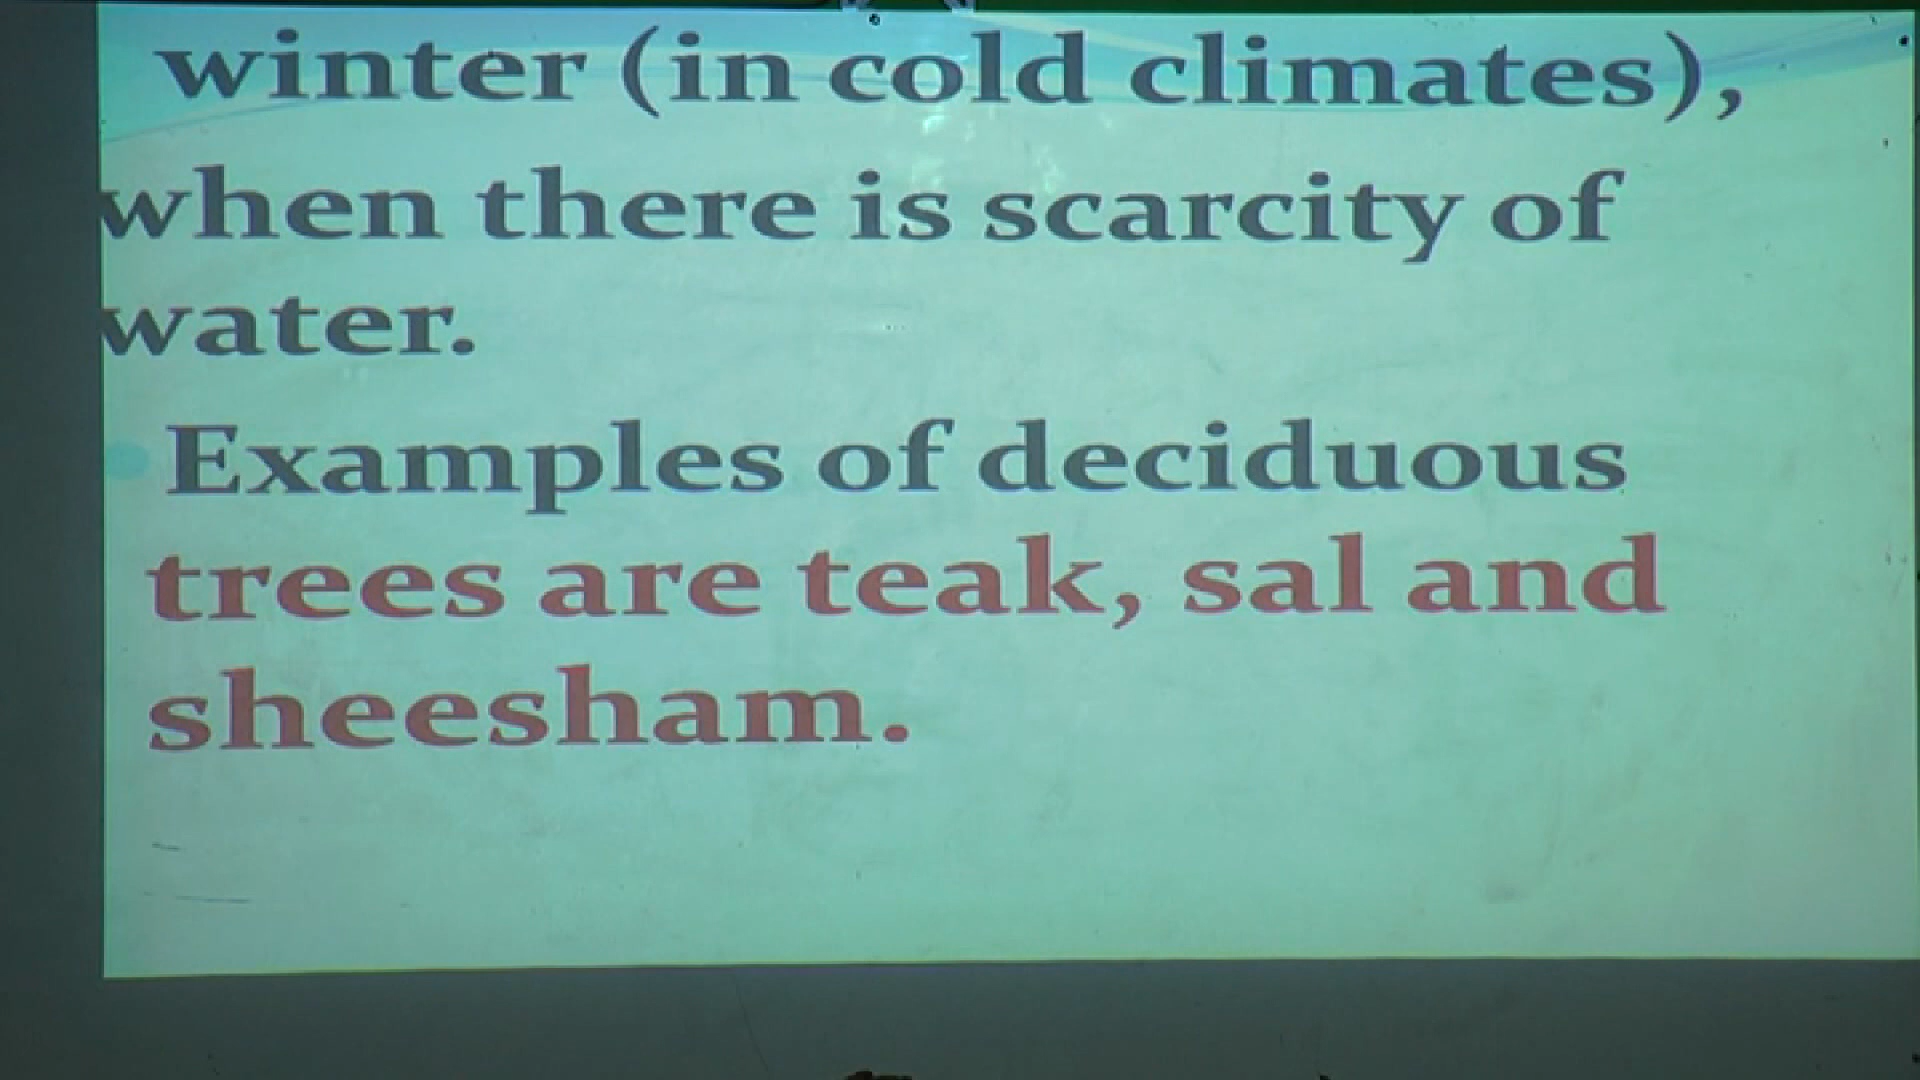 winter (in cold climates),
when there is scarcity of
water.
Examples of deciduous
trees are teak, sal and
sheesham.